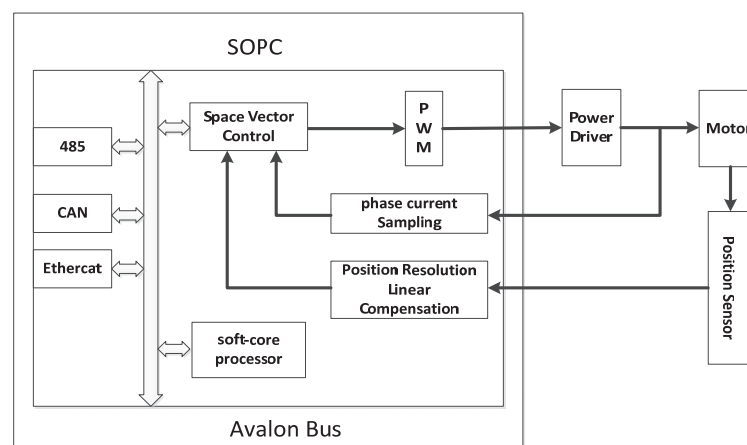 SOPC
Space Vector
Control
P
W
M
Power
Driver
Motor
485
CAN
Ethercat
phase current
Sampling
Position Resolution
Linear
Compensation
Position Sensor
soft-core
processor
Avalon Bus